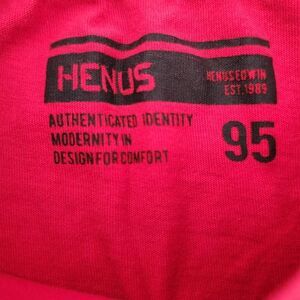 HENUS
HENUSEDWIN
EST.1989
AUTHENTICATED IDENTITY
MODERNITY IN
DESIGN FOR COMFORT
95